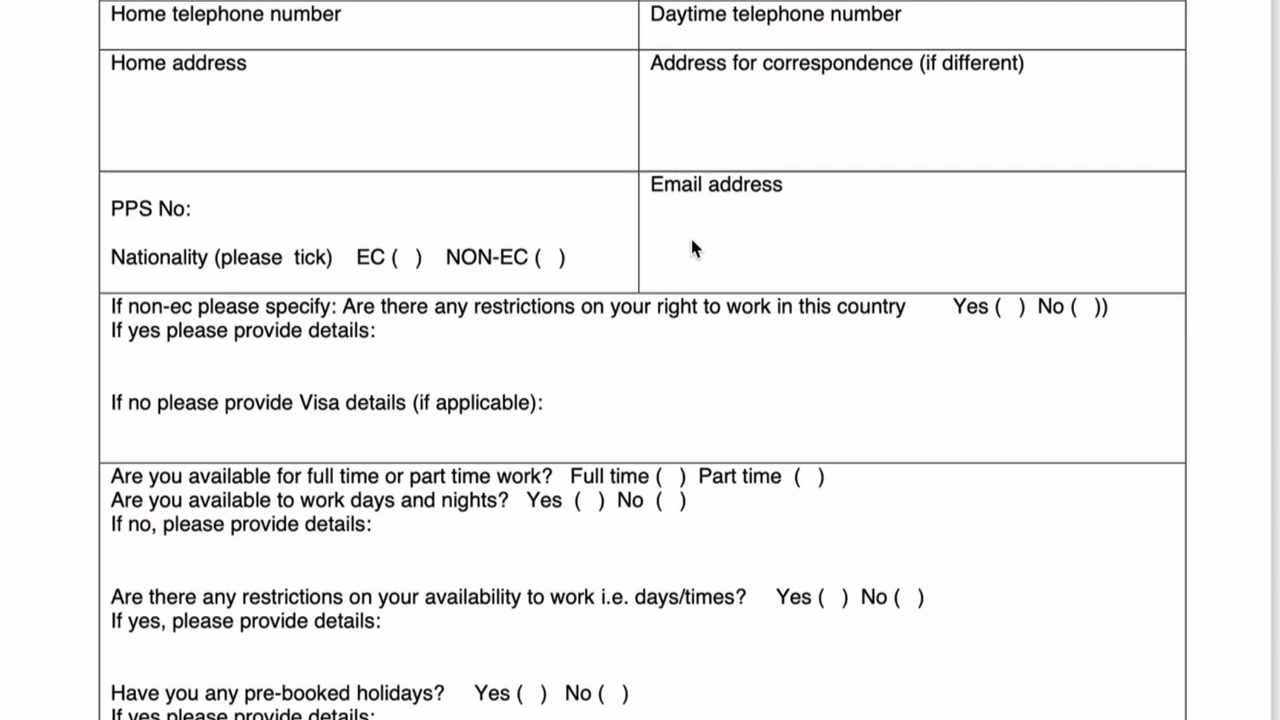 Home telephone number
Daytime telephone number
Home address
Address for correspondence (if different)
Email address
PPS No:
Nationality (please  tick)    EC (   )    NON-EC (   )
If non-ec please specify: Are there any restrictions on your right to work in this country        Yes (   )  No (   ))
If yes please provide details:
If no please provide Visa details (if applicable):
Are you available for full time or part time work?   Full time (   )  Part time  (   )
Are you available to work days and nights?   Yes  (   )  No  (   )
If no, please provide details:
Are there any restrictions on your availability to work i.e. days/times?     Yes (   )  No (   )
If yes, please provide details:
Have you any pre-booked holidays?     Yes (   )   No (   )
If yes please provide details: